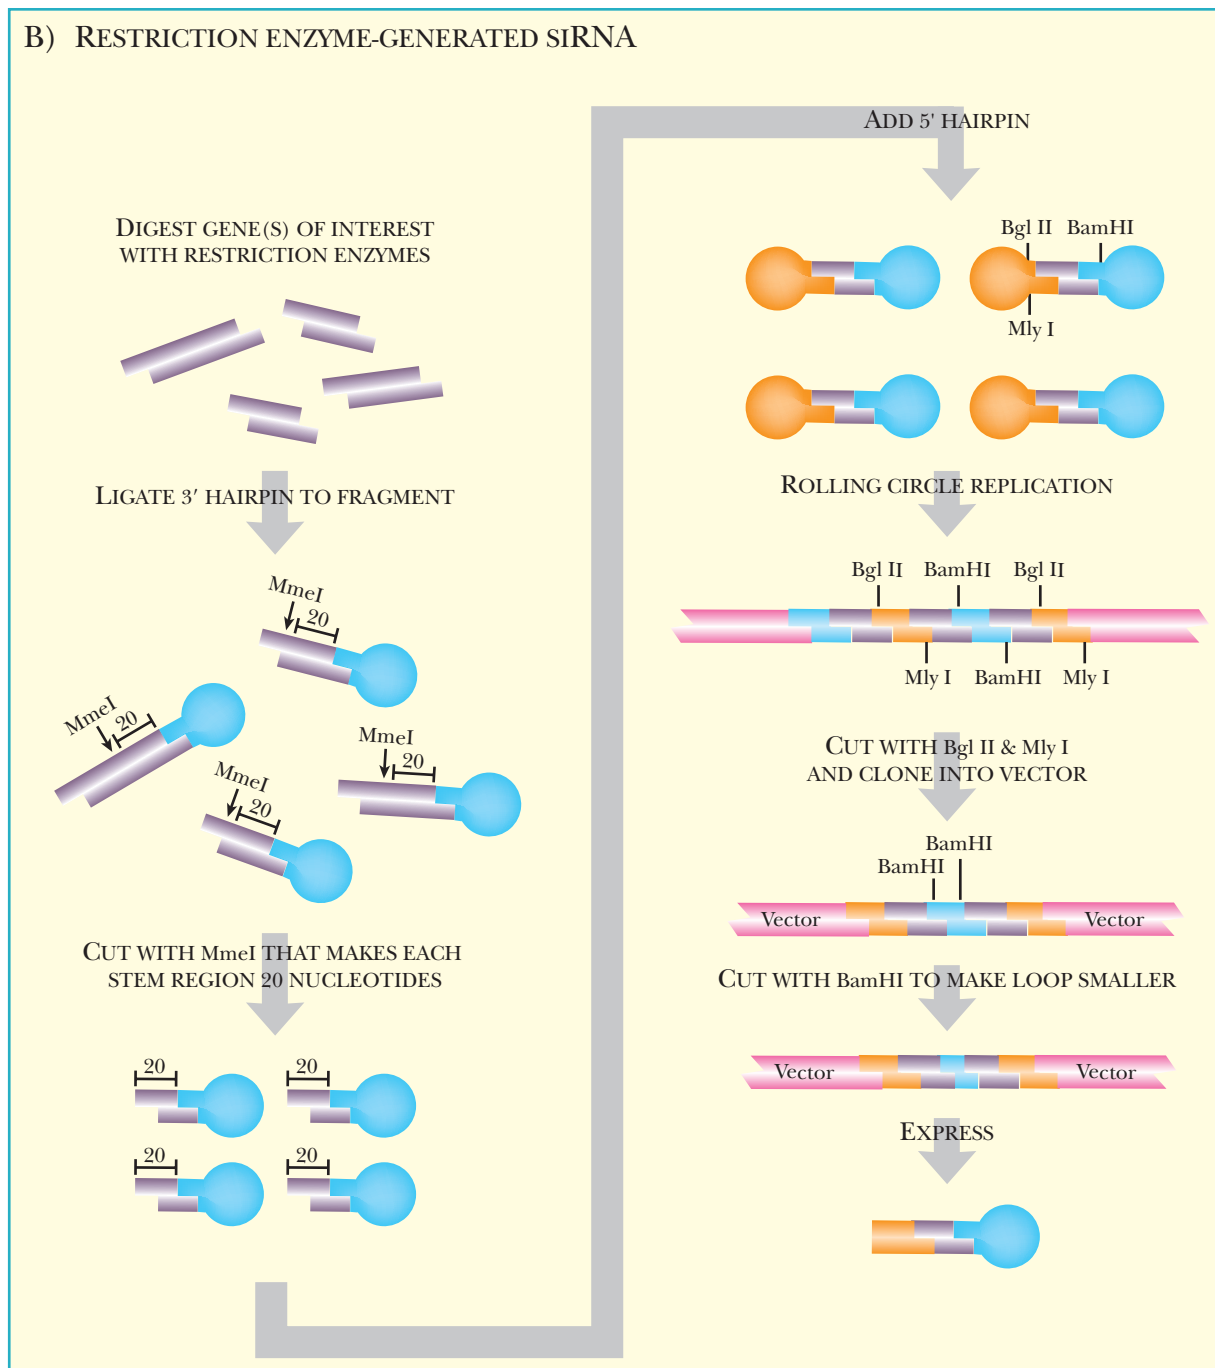 B) RESTRICTION ENZYME-GENERATED SIRNA
DIGEST GENE(S) OF INTEREST
WITH RESTRICTION ENZYMES
LIGATE 3′ HAIRPIN TO FRAGMENT
MmeI
20
MmeI
20
MmeI
20
MmeI
20
CUT WITH MmeI THAT MAKES EACH
STEM REGION 20 NUCLEOTIDES
20
20
20
20
ADD 5' HAIRPIN
Bgl II BamHI
Mly I
ROLLING CIRCLE REPLICATION
Bgl II BamHI Bgl II
Mly I BamHI Mly I
CUT WITH Bgl II & Mly I
AND CLONE INTO VECTOR
BamHI
BamHI
Vector Vector
CUT WITH BamHI TO MAKE LOOP SMALLER
Vector Vector
EXPRESS